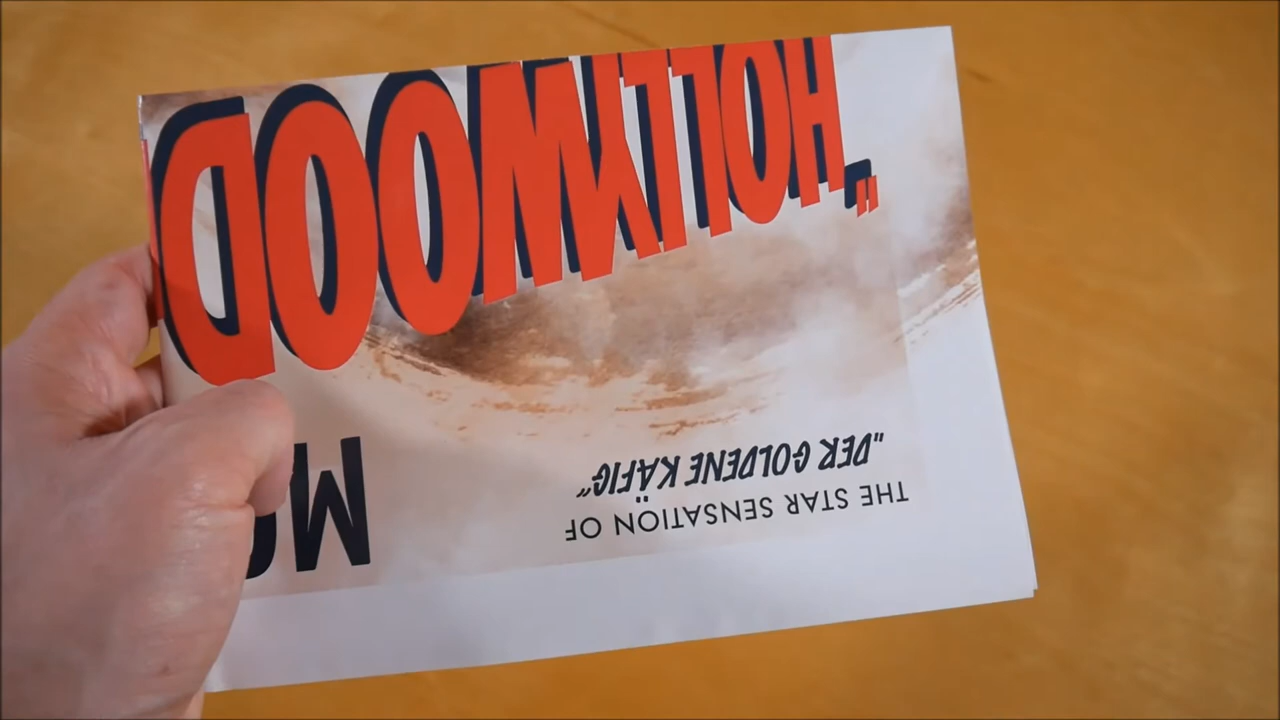 THE STAR SENSATION OF
„DER GOLDENE KÄFIG“
"HOLLYWOOD